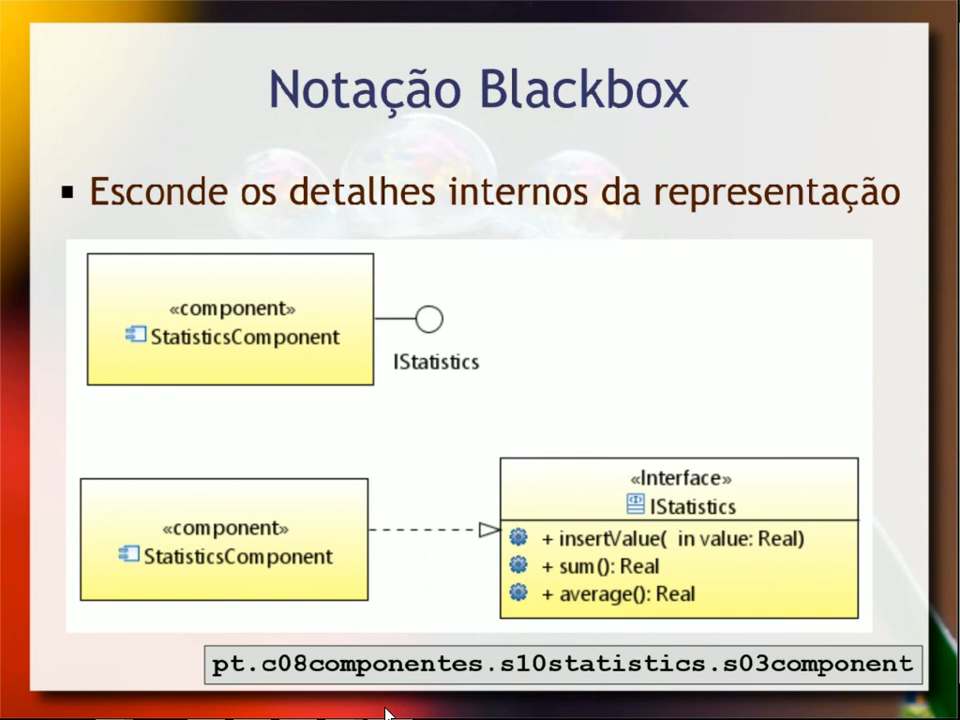 Notação Blackbox
▪ Esconde os detalhes internos da representação
«component»
StatisticsComponent
IStatistics
«component»
StatisticsComponent
«Interface»
IStatistics
+ insertValue( in value: Real)
+ sum(): Real
+ average(): Real
pt.c08componentes.s10statistics.s03component